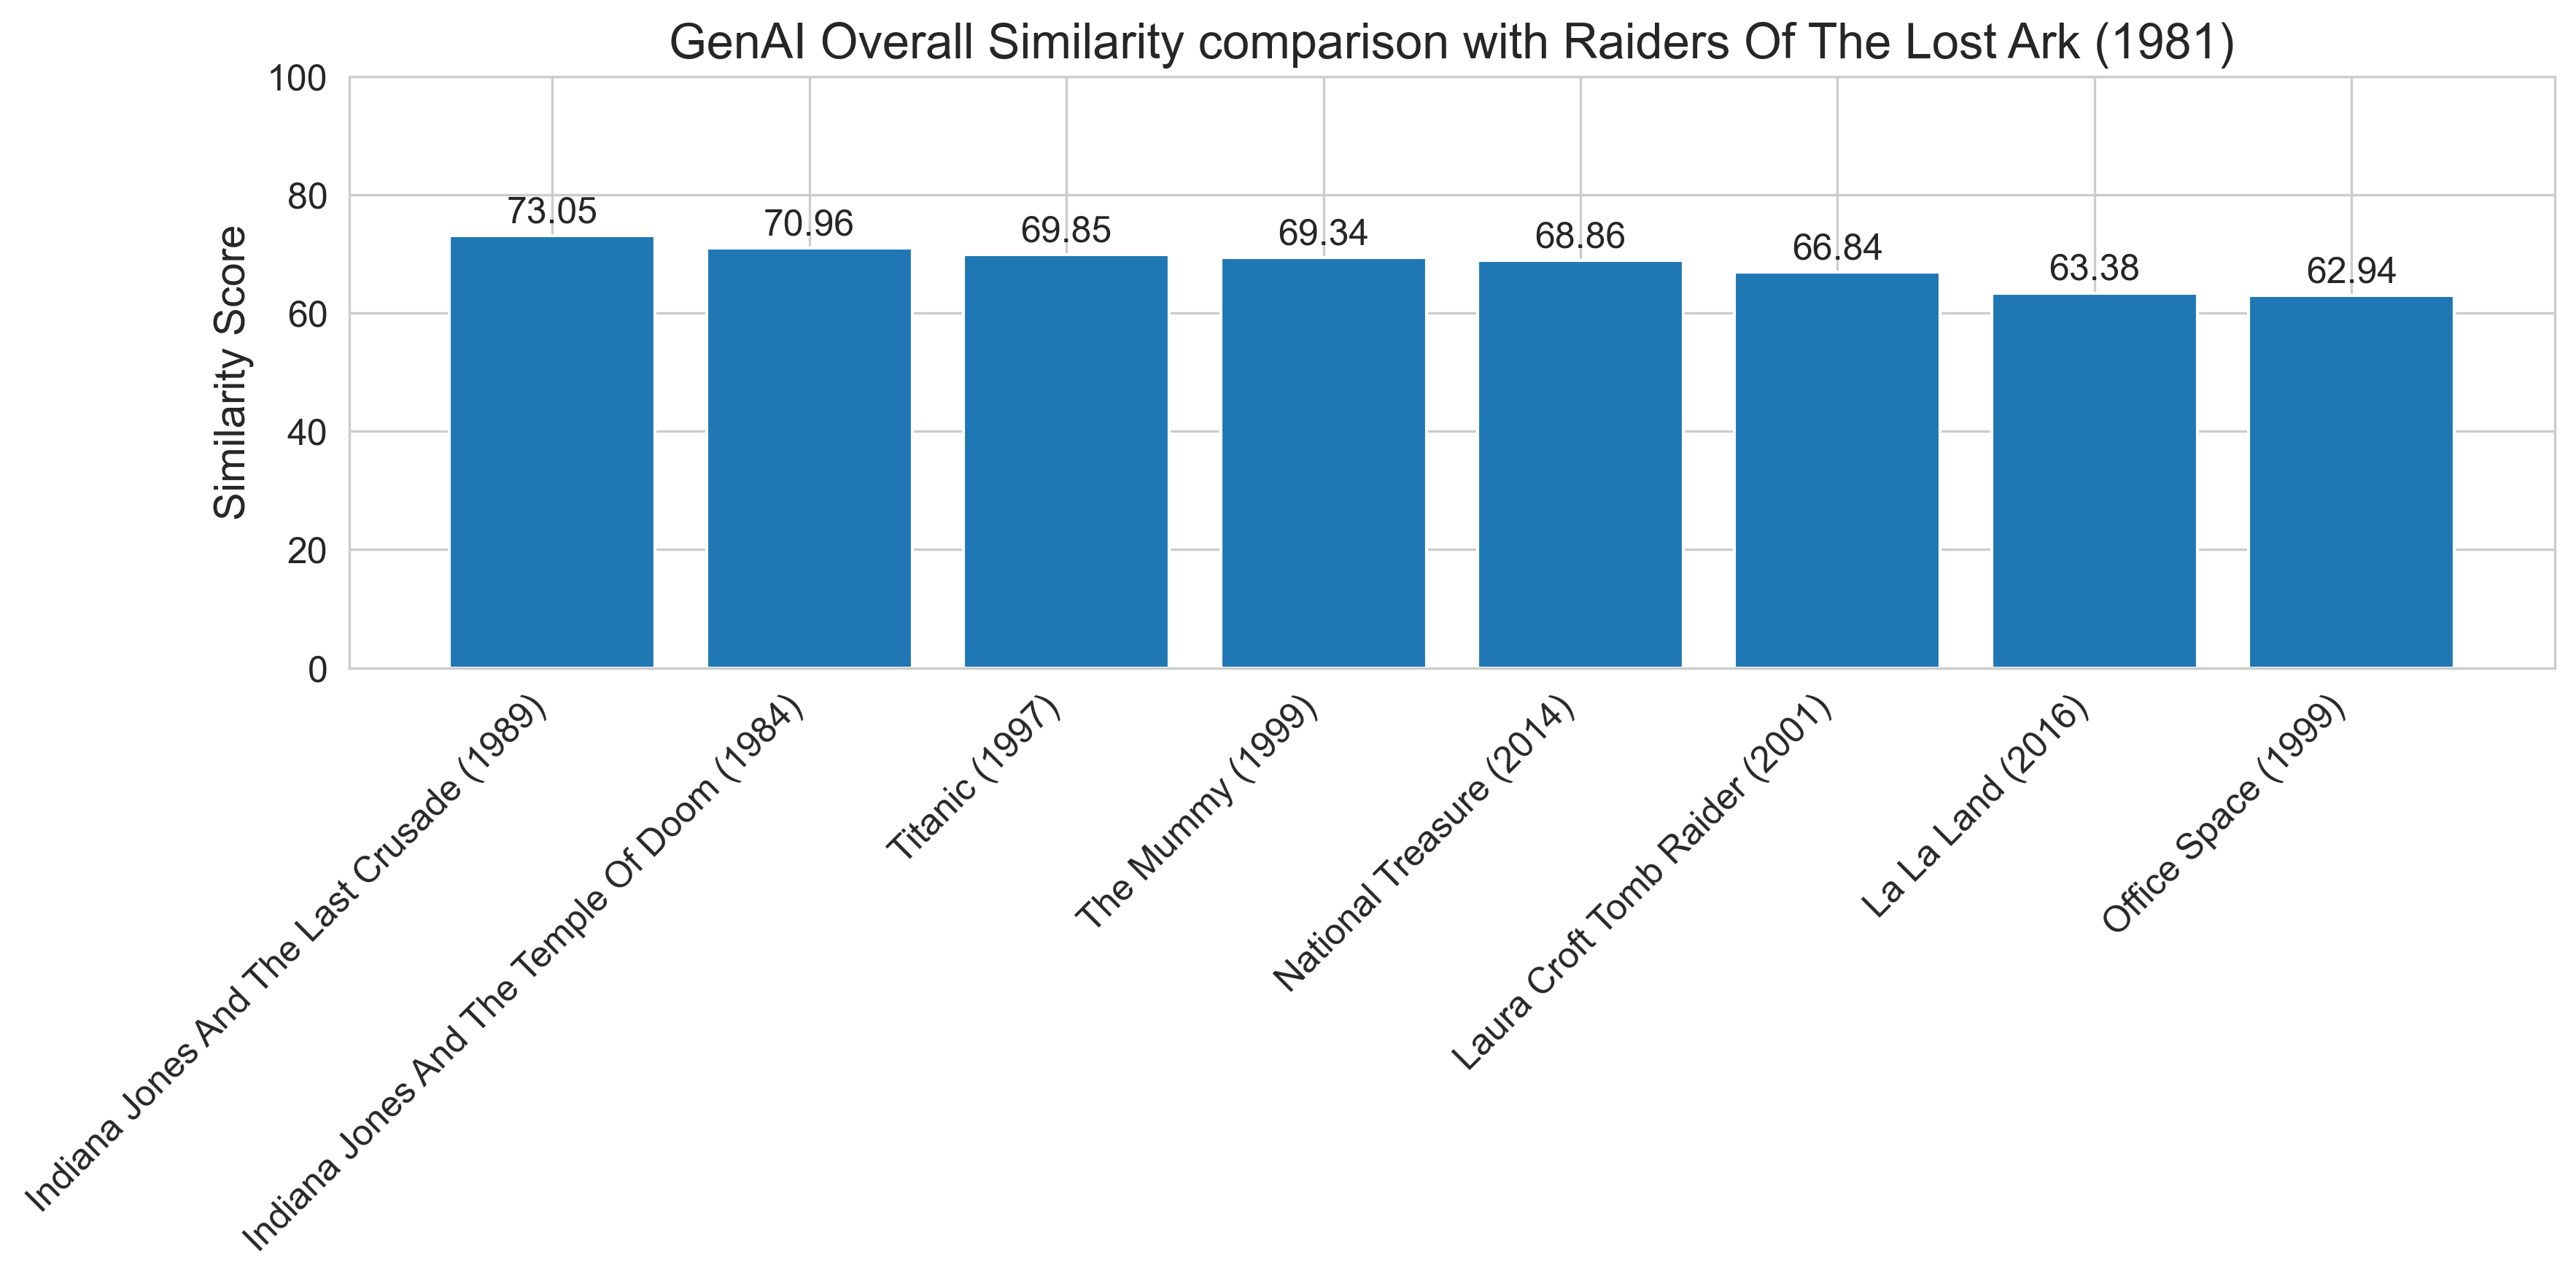 GenAI Overall Similarity comparison with Raiders Of The Lost Ark (1981)
Similarity Score
100
80
60
40
20
0
73.05
70.96
69.85
69.34
68.86
66.84
63.38
62.94
Indiana Jones And The Last Crusade (1989)
Indiana Jones And The Temple Of Doom (1984)
Titanic (1997)
The Mummy (1999)
National Treasure (2014)
Laura Croft Tomb Raider (2001)
La La Land (2016)
Office Space (1999)